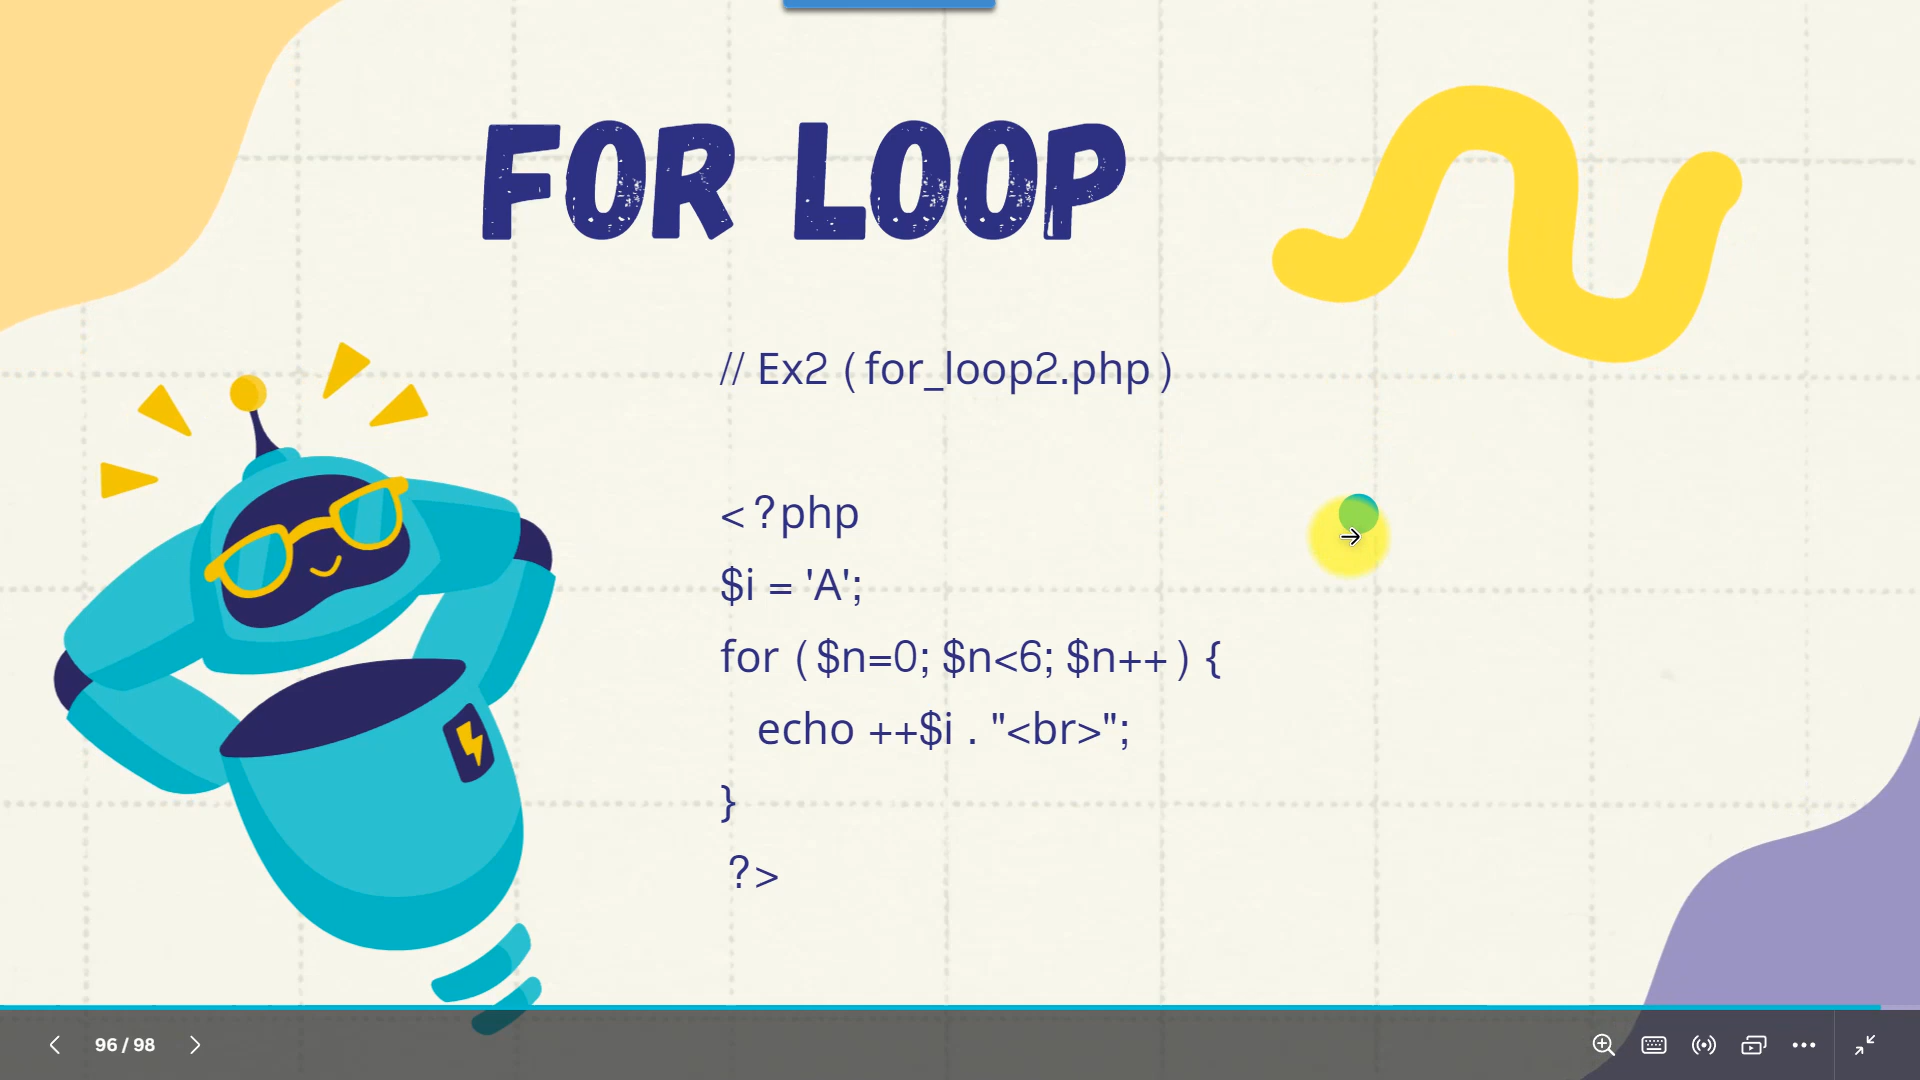 FOR LOOP
// Ex2 ( for_loop2.php )
< ?php
$i = 'A';
for ( $n=0; $n<6; $n++ ) {
echo ++$i . "<br>";
}
?>
96 / 98